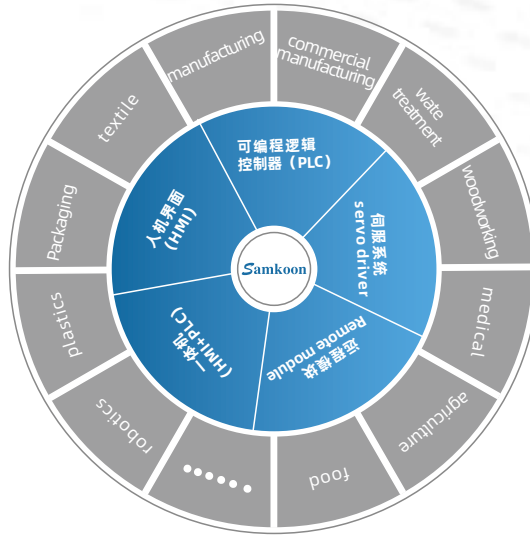 manufacturing
commercial
manufacturing
wate
treatment
woodworking
medical
agriculture
food
••••••
robotics
plastics
Packaging
textile
可编程逻辑
控制器（PLC）
伺服系统
servo driver
远程模块
Remote module
一体机
(HMI+PLC)
人机界面
(HMI)
Samkoon